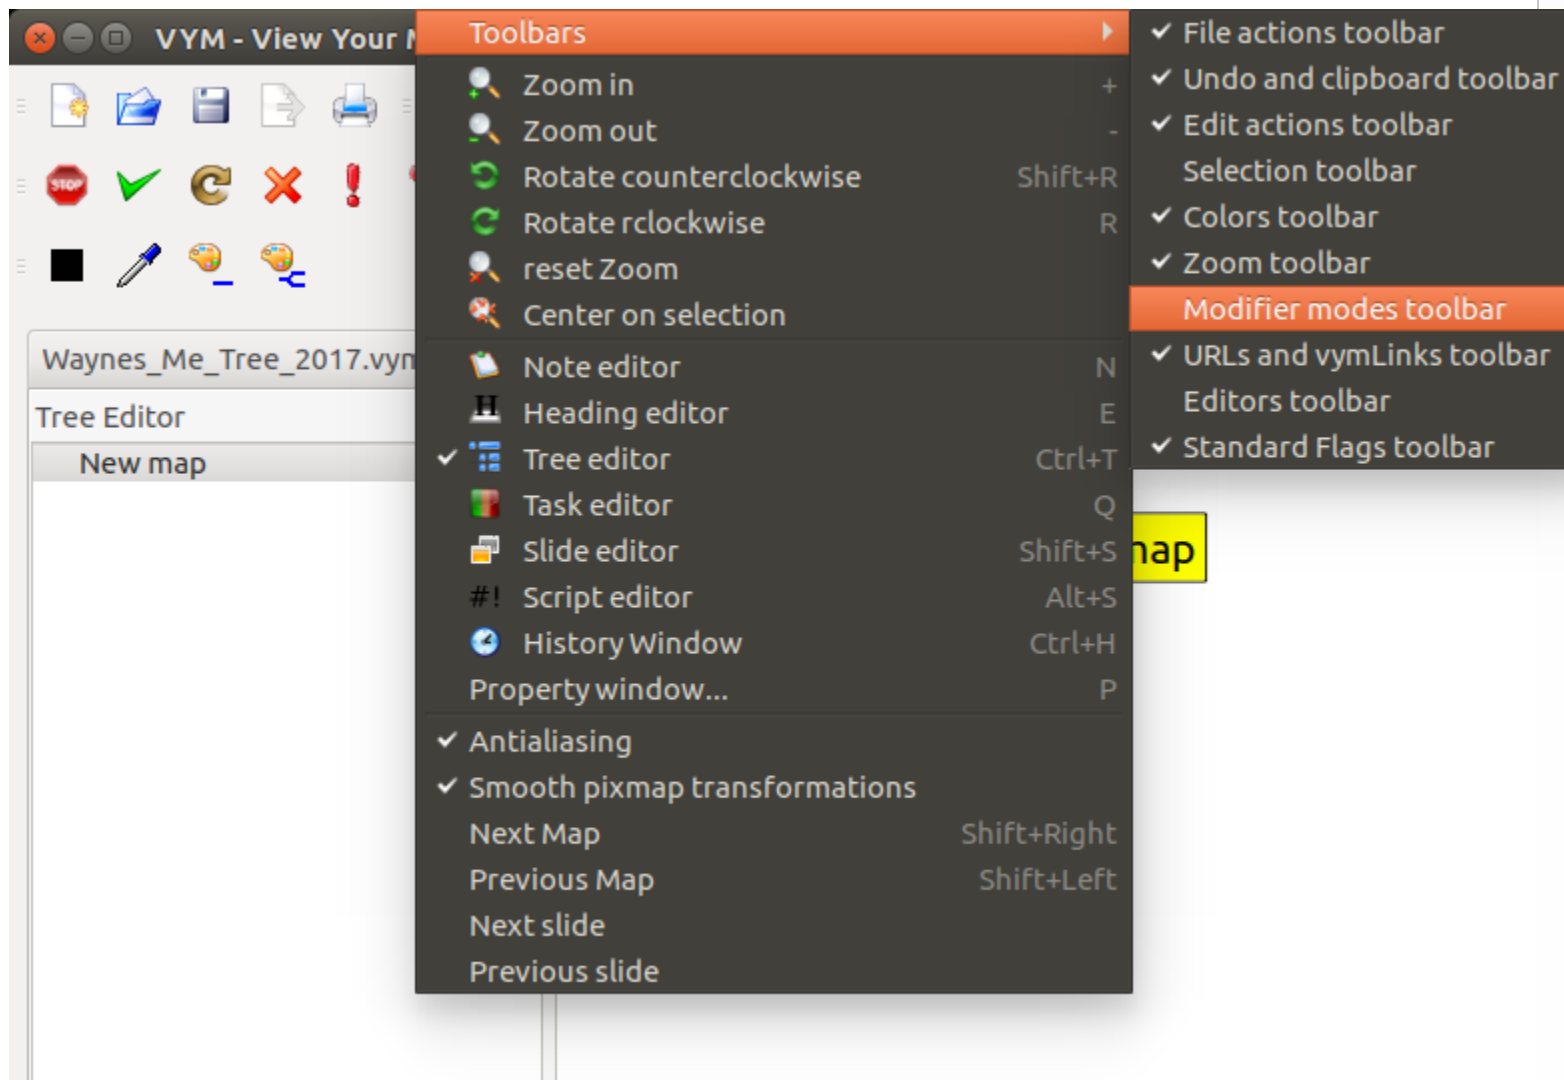 VYM - View Your
Toolbars
Zoom in +
Zoom out -
Rotate counterclockwise Shift+R
Rotate rclockwise R
reset Zoom
Center on selection
Note editor N
Heading editor E
Tree editor Ctrl+T
Task editor Q
Slide editor Shift+S
#! Script editor Alt+S
History Window Ctrl+H
Property window... P
Antialiasing
Smooth pixmap transformations
Next Map Shift+Right
Previous Map Shift+Left
Next slide
Previous slide
File actions toolbar
Undo and clipboard toolbar
Edit actions toolbar
Selection toolbar
Colors toolbar
Zoom toolbar
Modifier modes toolbar
URLs and vymLinks toolbar
Editors toolbar
Standard Flags toolbar
STOP
Waynes_Me_Tree_2017.vym
Tree Editor
New map
map